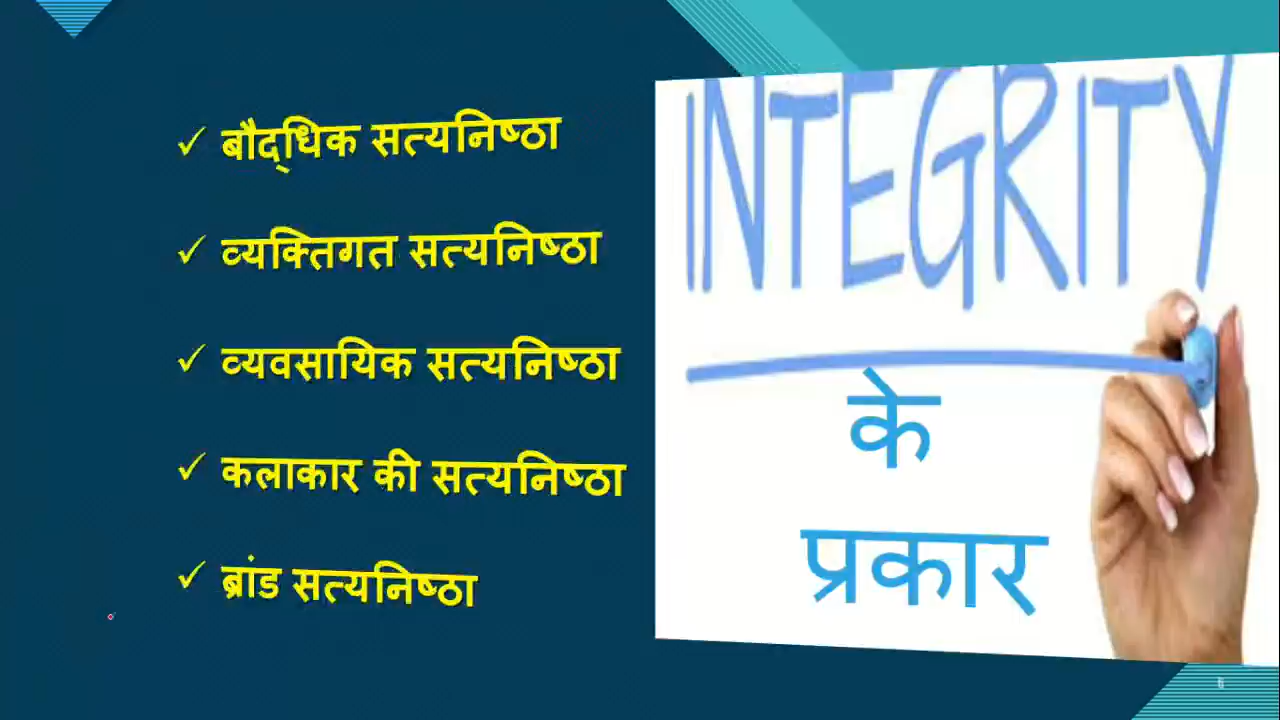 ✓ बौद्धिक सत्यनिष्ठा
✓ व्यक्तिगत सत्यनिष्ठा
✓ व्यवसायिक सत्यनिष्ठा
✓ कलाकार की सत्यनिष्ठा
✓ ब्रांड सत्यनिष्ठा
INTEGRITY
के
प्रकार